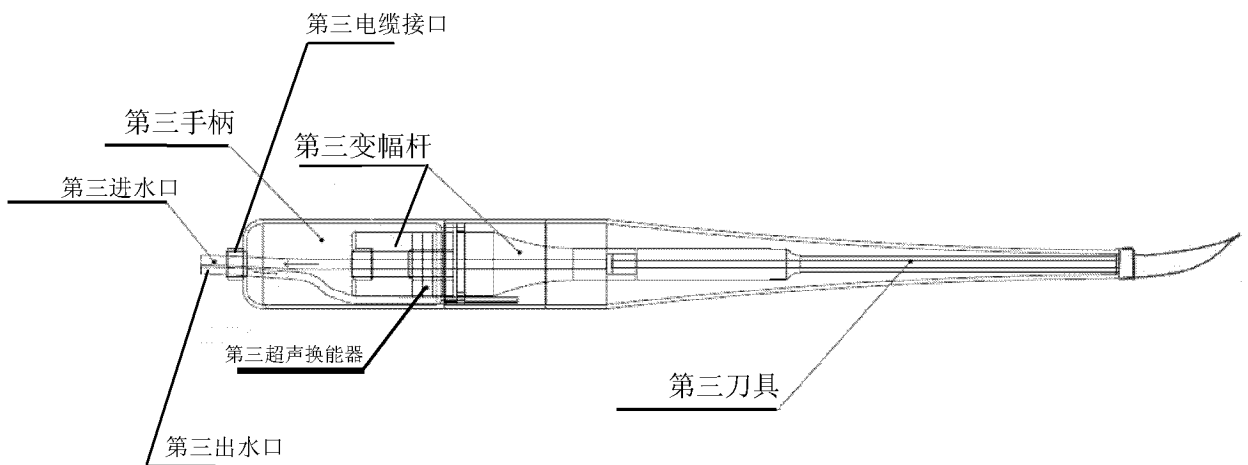 第三电缆接口
第三手柄
第三变幅杆
第三进水口
第三超声换能器
第三刀具
第三出水口